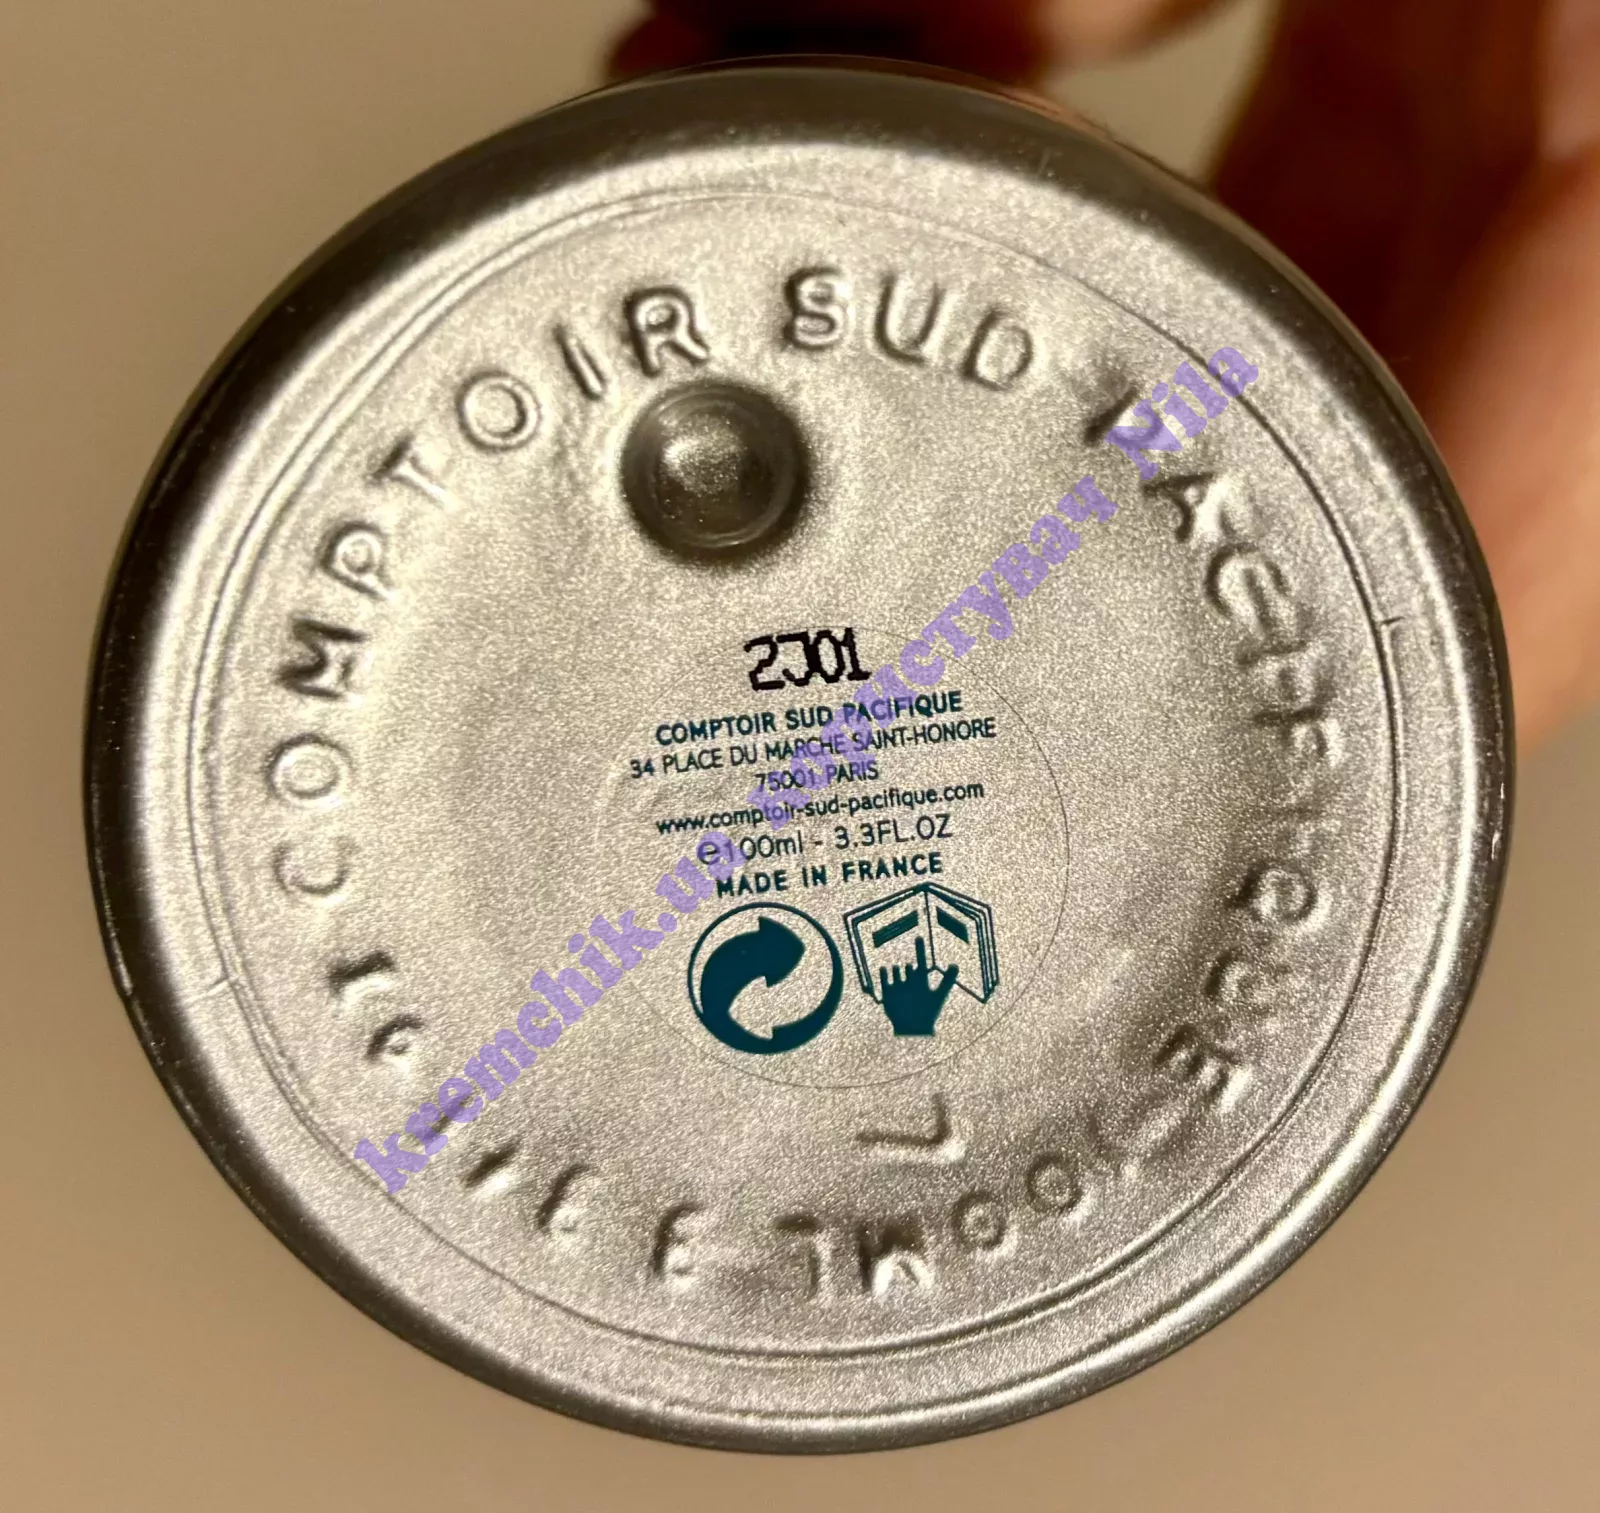 COMPTOIR SUD PACIFIQUE
2J01
COMPTOIR SUD PACIFIQUE
34 PLACE DU MARCHE SAINT-HONORE
75001 PARIS
www.comptoir-sud-pacifique.com
℮100ml - 3.3FL.OZ
MADE IN FRANCE
kremchik.ua Користувач Nila